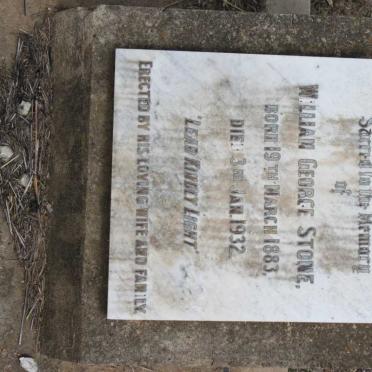 Sacred to the Memory
of
WILLIAM GEORGE STONE,
BORN 19TH MARCH 1883,
DIED 3RD JAN. 1932.
"LEAD KINDLY LIGHT"
ERECTED BY HIS LOVING WIFE AND FAMILY.